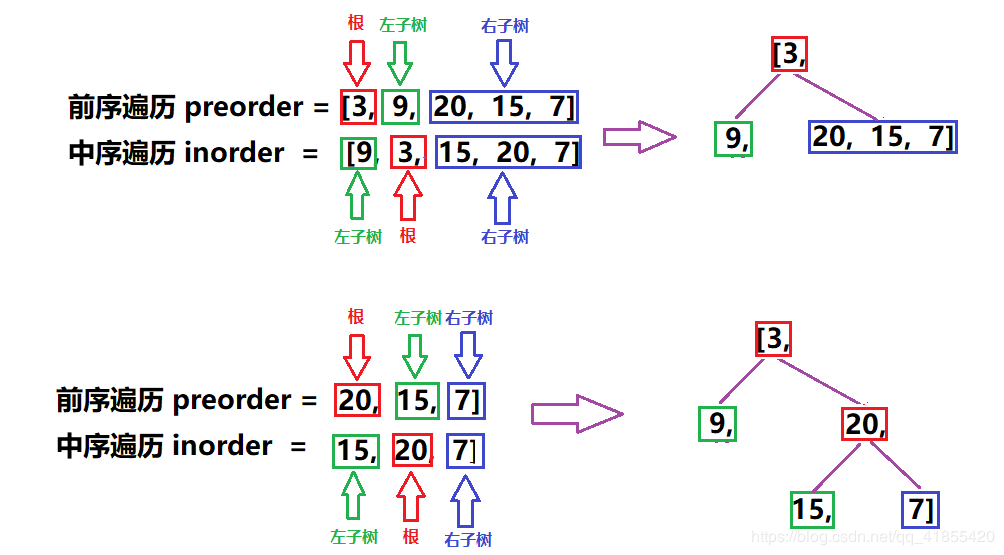 根 左子树 右子树
前序遍历 preorder = [3, 9, 20, 15, 7]
中序遍历 inorder = [9, 3, 15, 20, 7]
左子树 根 右子树
[3,
9, 20, 15, 7]
根 左子树 右子树
前序遍历 preorder = 20, 15, 7]
中序遍历 inorder = 15, 20, 7]
左子树 根 右子树
[3,
9, 20,
15, 7]
https://blog.csdn.net/qq_41855420